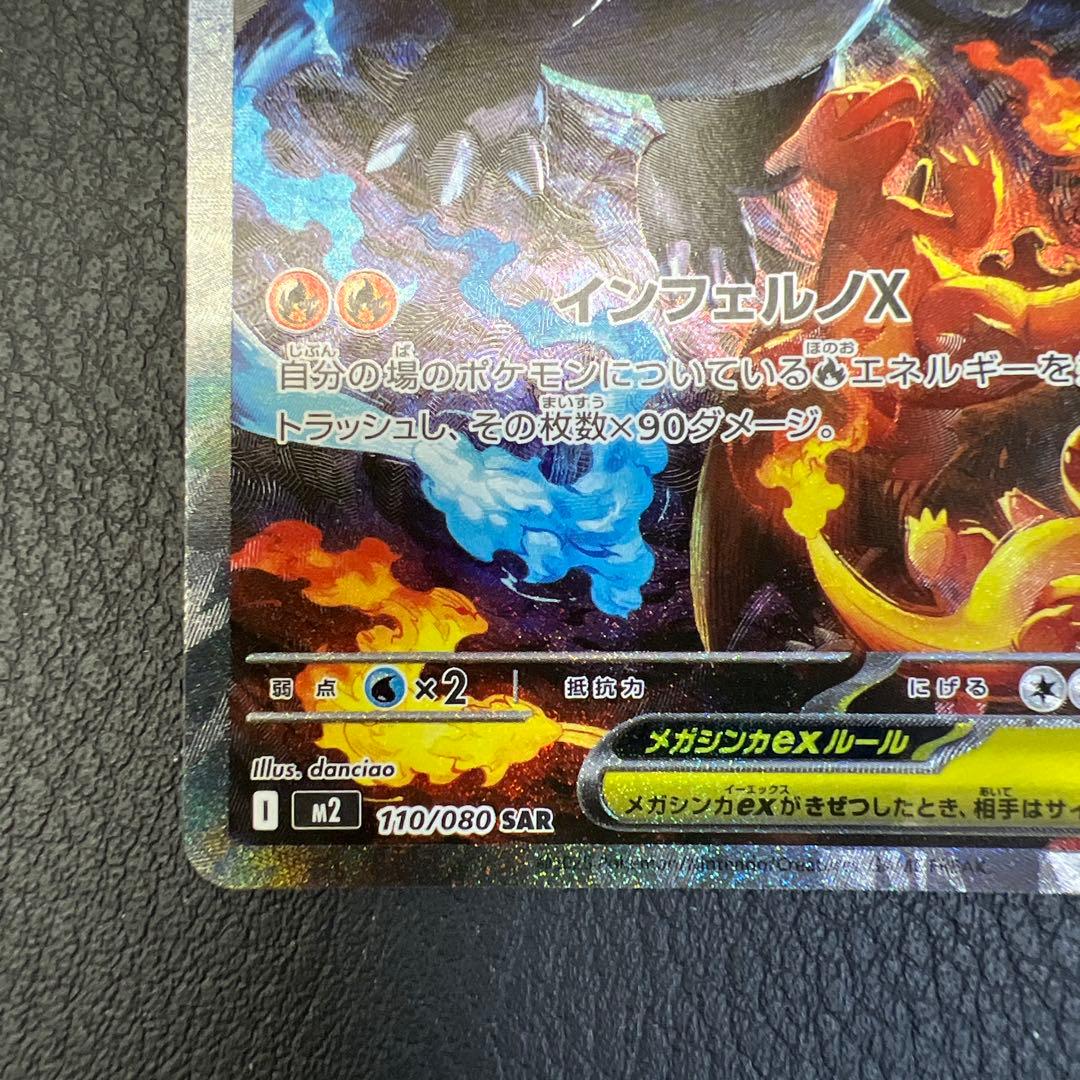 インフェルノX
じぶん ば ほのお
自分の場のポケモンについているエネルギーを
まいすう
トラッシュし、その枚数×90ダメージ。
弱点 ×2 抵抗力 にげる
メガシンカexルール
イーエックス あいて
メガシンカexがきぜつしたとき、相手はサイ
Illus. danciao
I M2 110/080 SAR